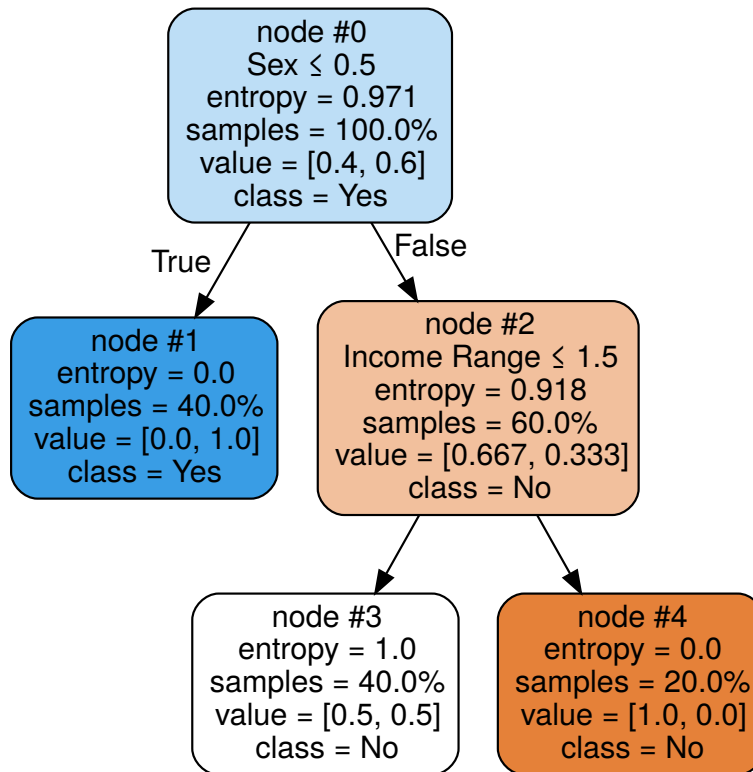 node #0
Sex ≤ 0.5
entropy = 0.971
samples = 100.0%
value = [0.4, 0.6]
class = Yes
True
False
node #1
entropy = 0.0
samples = 40.0%
value = [0.0, 1.0]
class = Yes
node #2
Income Range ≤ 1.5
entropy = 0.918
samples = 60.0%
value = [0.667, 0.333]
class = No
node #3
entropy = 1.0
samples = 40.0%
value = [0.5, 0.5]
class = No
node #4
entropy = 0.0
samples = 20.0%
value = [1.0, 0.0]
class = No